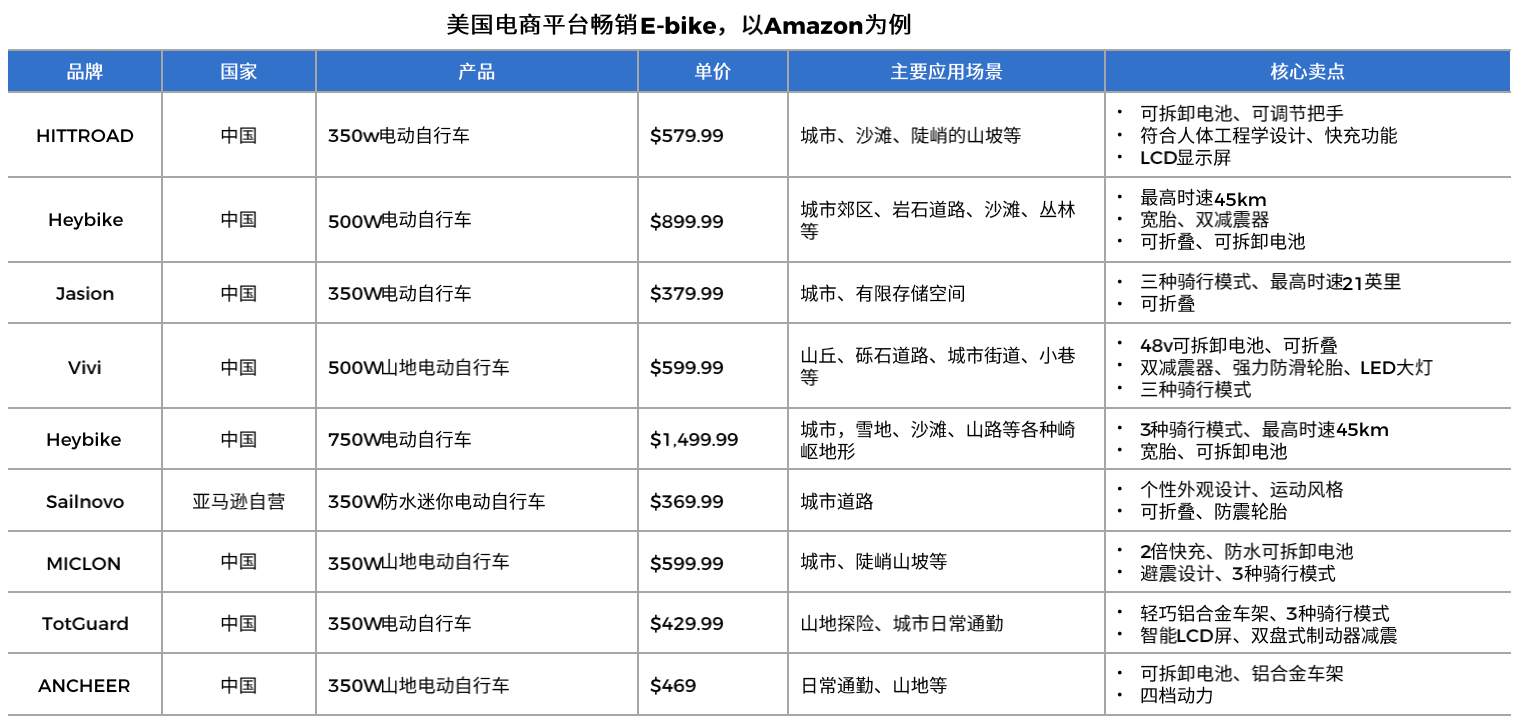 美国电商平台畅销E-bike，以Amazon为例
品牌 国家 产品 单价 主要应用场景 核心卖点
HITTROAD 中国 350w电动自行车 $579.99 城市、沙滩、陡峭的山坡等
• 可拆卸电池、可调节把手
• 符合人体工程学设计、快充功能
• LCD显示屏
Heybike 中国 500W电动自行车 $899.99 城市郊区、岩石道路、沙滩、丛林
等
• 最高时速45km
• 宽胎、双减震器
• 可折叠、可拆卸电池
Jasion 中国 350W电动自行车 $379.99 城市、有限存储空间
• 三种骑行模式、最高时速21英里
• 可折叠
Vivi 中国 500W山地电动自行车 $599.99 山丘、砾石道路、城市街道、小巷
等
• 48v可拆卸电池、可折叠
• 双减震器、强力防滑轮胎、LED大灯
• 三种骑行模式
Heybike 中国 750W电动自行车 $1,499.99 城市，雪地、沙滩、山路等各种崎
岖地形
• 3种骑行模式、最高时速45km
• 宽胎、可拆卸电池
Sailnovo 亚马逊自营 350W防水迷你电动自行车 $369.99 城市道路
• 个性外观设计、运动风格
• 可折叠、防震轮胎
MICLON 中国 350W山地电动自行车 $599.99 城市、陡峭山坡等
• 2倍快充、防水可拆卸电池
• 避震设计、3种骑行模式
TotGuard 中国 350W电动自行车 $429.99 山地探险、城市日常通勤
• 轻巧铝合金车架、3种骑行模式
• 智能LCD屏、双盘式制动器减震
ANCHEER 中国 350W山地电动自行车 $469 日常通勤、山地等
• 可拆卸电池、铝合金车架
• 四档动力